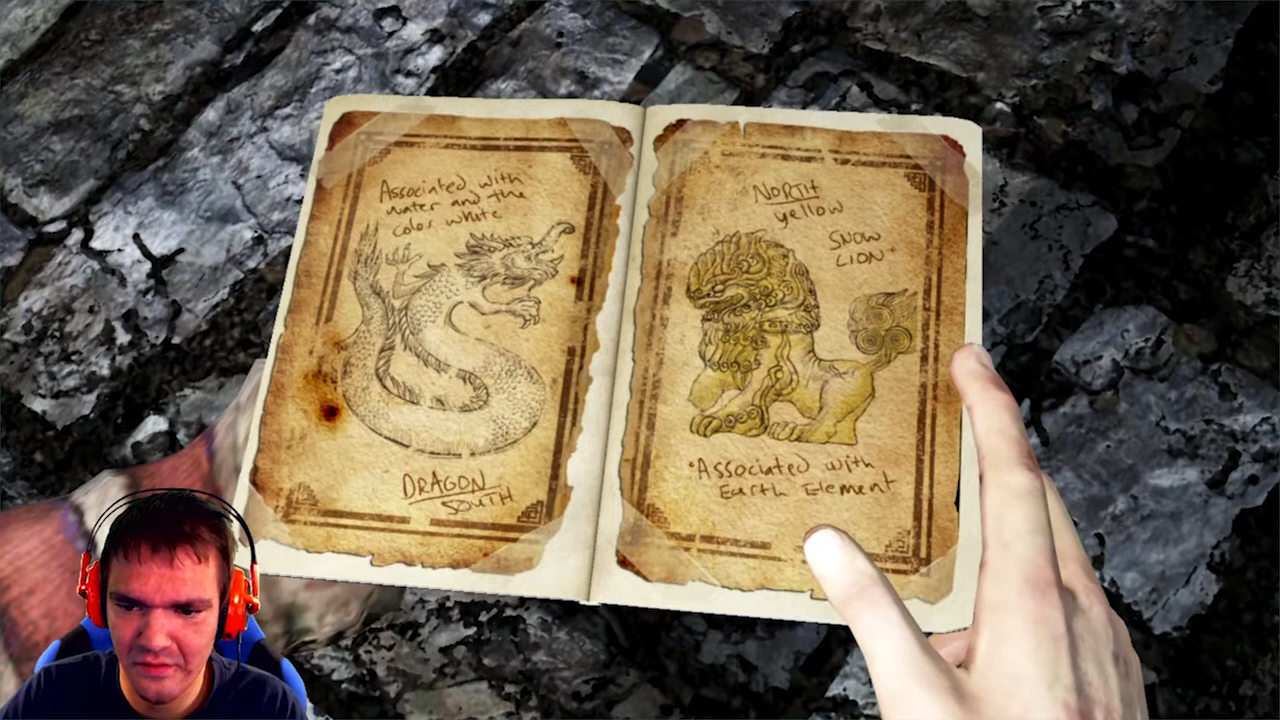 Associated with
water and the
color white
DRAGON
SOUTH
NORTH
yellow
SNOW
LION
•Associated with
Earth Element